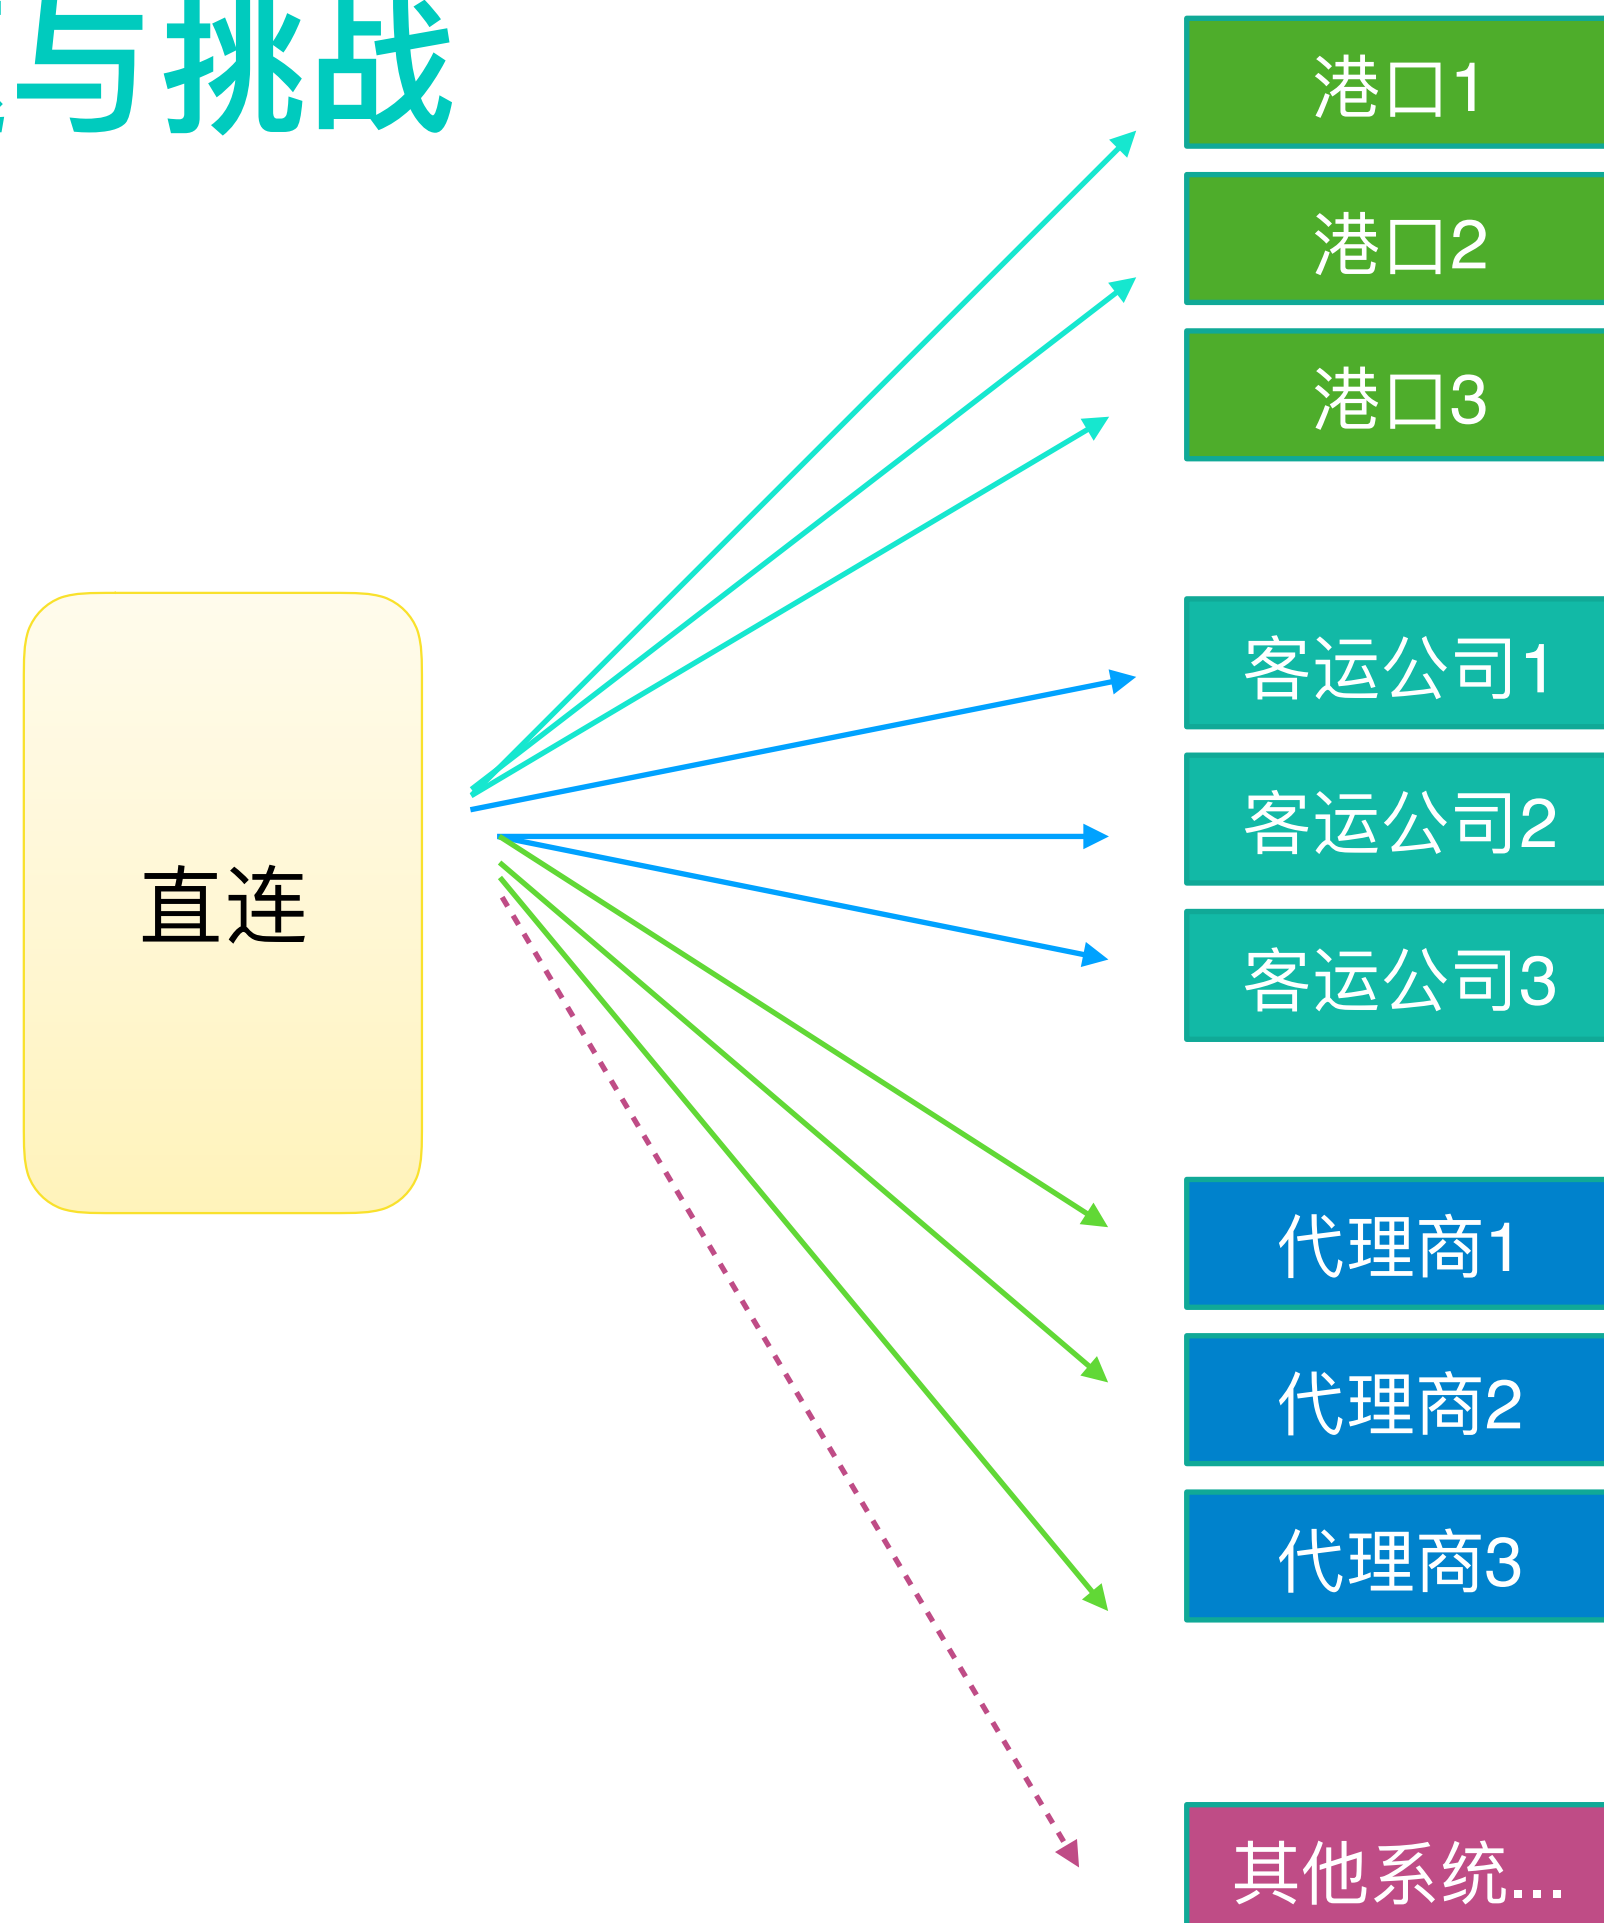 与挑战
港口1
港口2
港口3
客运公司1
客运公司2
直连
客运公司3
代理商1
代理商2
代理商3
其他系统...